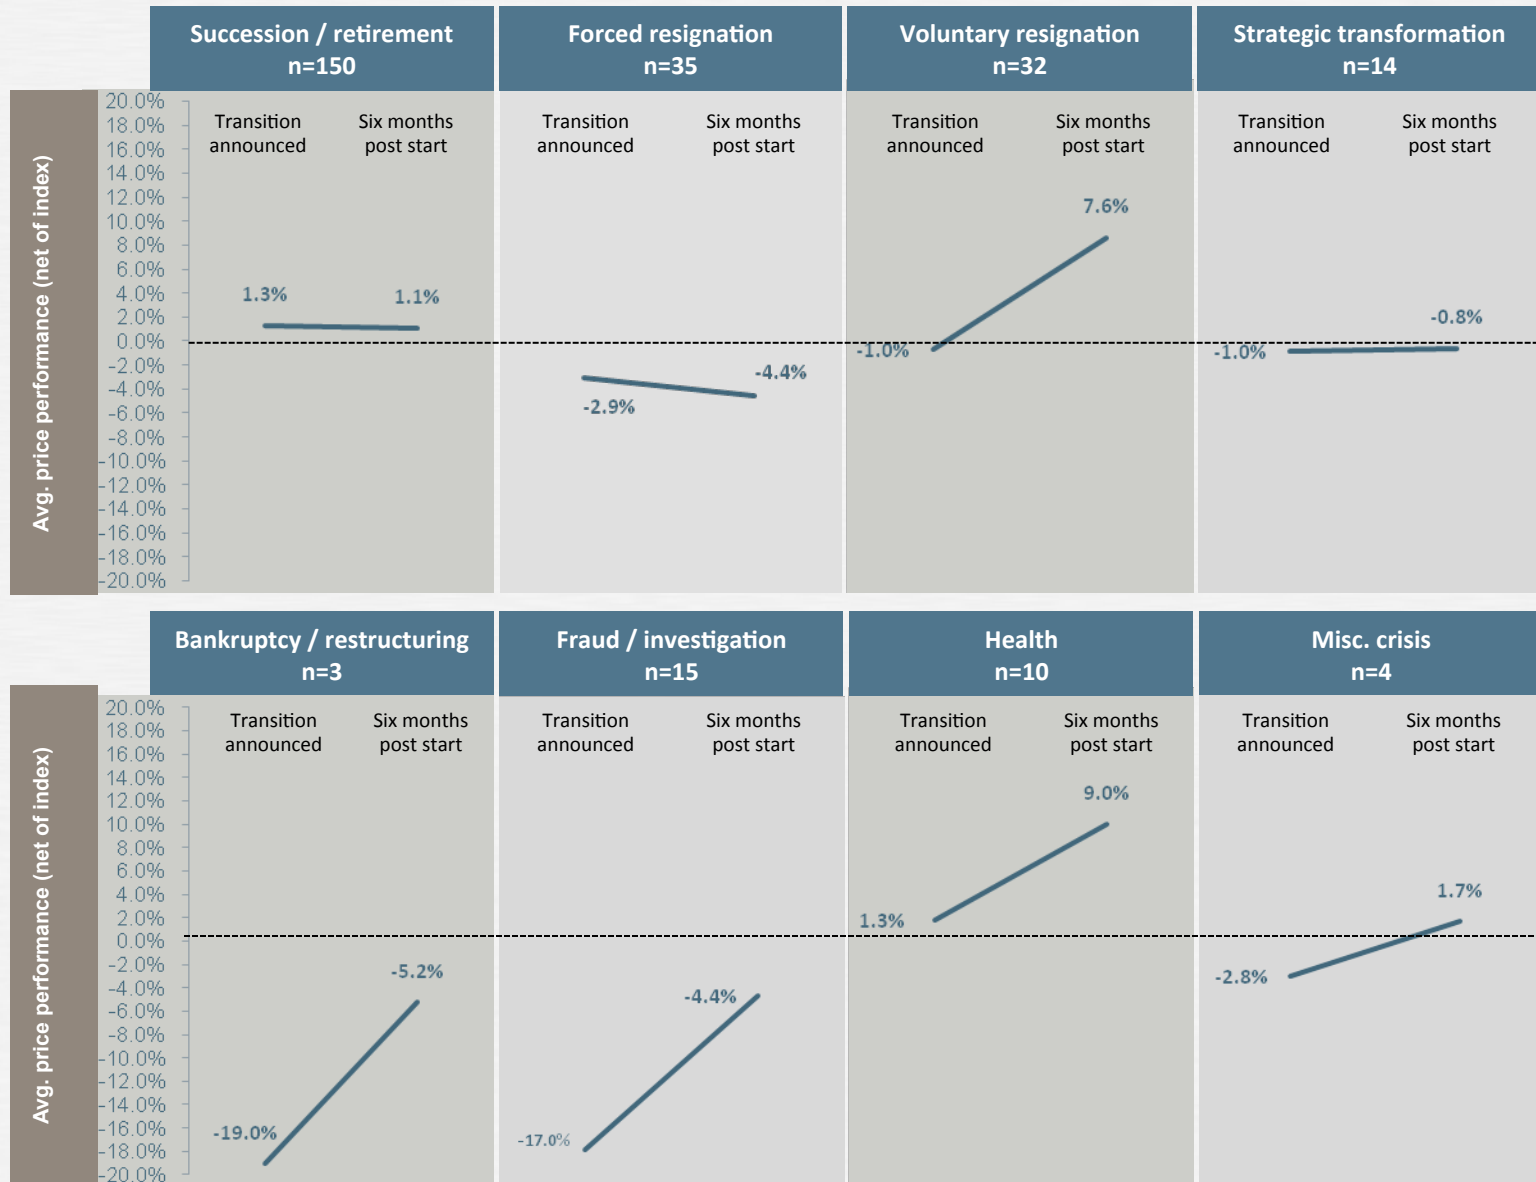 Succession / retirement
n=150
Forced resignation
n=35
Voluntary resignation
n=32
Strategic transformation
n=14
Avg. price performance (net of index)
20.0%
18.0%
16.0%
14.0%
12.0%
10.0%
8.0%
6.0%
4.0%
2.0%
0.0%
-2.0%
-4.0%
-6.0%
-8.0%
-10.0%
-12.0%
-14.0%
-16.0%
-18.0%
-20.0%
Transition
announced
Six months
post start
1.3%
1.1%
Transition
announced
Six months
post start
-2.9%
-4.4%
Transition
announced
Six months
post start
-1.0%
7.6%
Transition
announced
Six months
post start
-1.0%
-0.8%
Bankruptcy / restructuring
n=3
Fraud / investigation
n=15
Health
n=10
Misc. crisis
n=4
Avg. price performance (net of index)
20.0%
18.0%
16.0%
14.0%
12.0%
10.0%
8.0%
6.0%
4.0%
2.0%
0.0%
-2.0%
-4.0%
-6.0%
-8.0%
-10.0%
-12.0%
-14.0%
-16.0%
-18.0%
-20.0%
Transition
announced
Six months
post start
-19.0%
-5.2%
Transition
announced
Six months
post start
-17.0%
-4.4%
Transition
announced
Six months
post start
1.3%
9.0%
Transition
announced
Six months
post start
-2.8%
1.7%